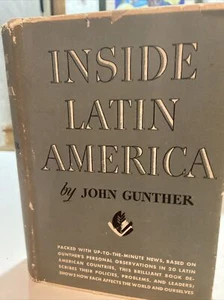 INSIDE
LATIN
AMERICA
by JOHN GUNTHER
PACKED WITH UP-TO-THE-MINUTE NEWS, BASED ON
GUNTHER'S PERSONAL OBSERVATIONS IN 20 LATIN
AMERICAN COUNTRIES, THIS BRILLIANT BOOK DE-
SCRIBES THEIR POLICIES, PROBLEMS, AND LEADERS;
SHOWS HOW EACH AFFECTS THE WORLD AND OURSELVES